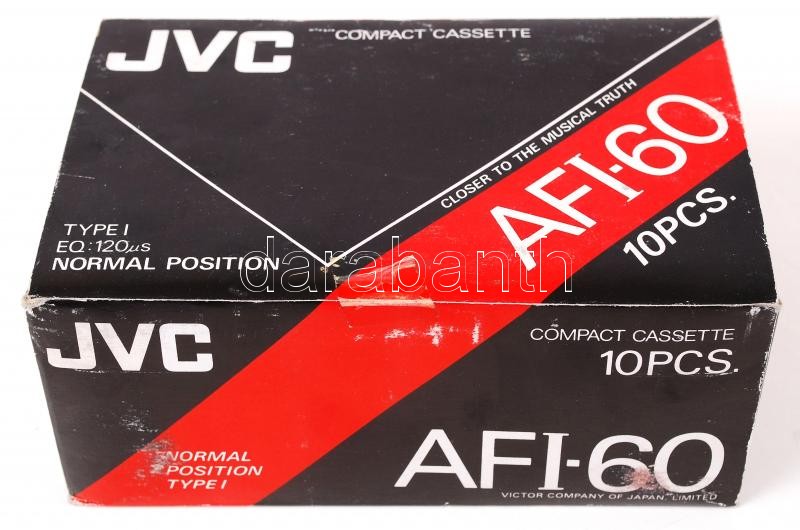 JVC
COMPACT CASSETTE
CLOSER TO THE MUSICAL TRUTH
AFI-60
10PCS.
TYPE I
EQ:120μs
NORMAL POSITION
darabanth
JVC
COMPACT CASSETTE
10PCS.
NORMAL
POSITION
TYPE I
AFI-60
VICTOR COMPANY OF JAPAN, LIMITED